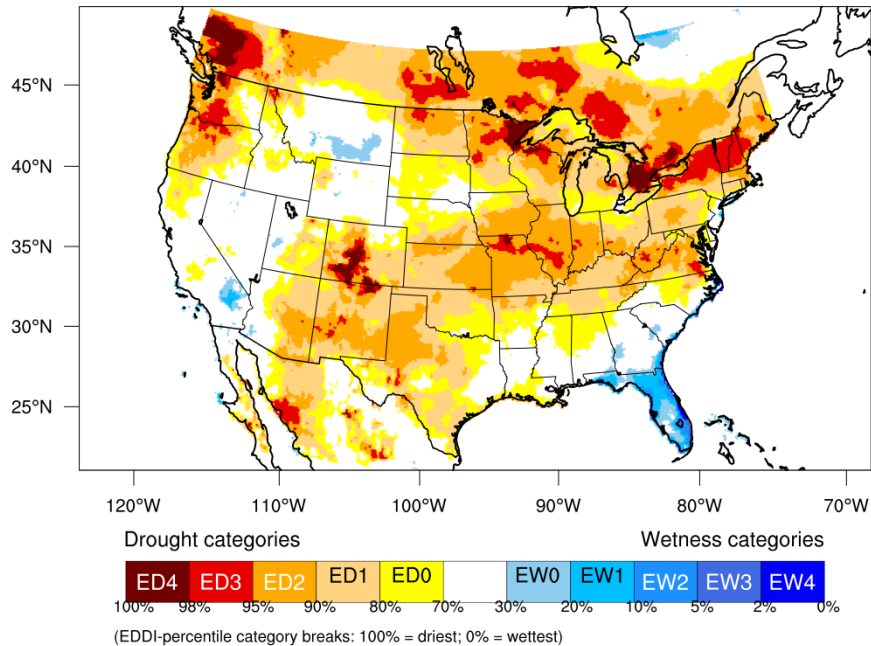 45°N
40°N
35°N
30°N
25°N
120°W 110°W 100°W 90°W 80°W 70°W
Drought categories Wetness categories
ED4 ED3 ED2 ED1 ED0 EW0 EW1 EW2 EW3 EW4
100% 98% 95% 90% 80% 70% 30% 20% 10% 5% 2% 0%
(EDDI-percentile category breaks: 100% = driest; 0% = wettest)